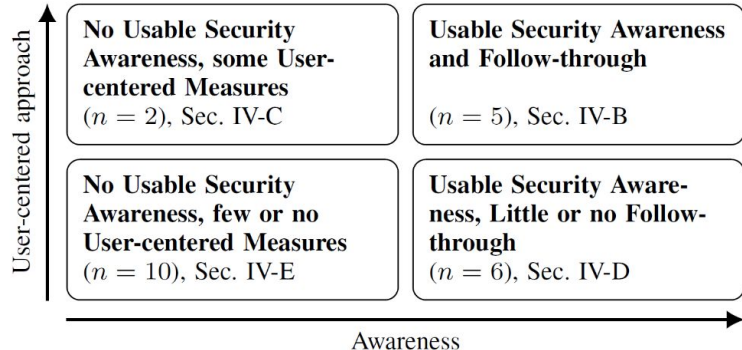 User-centered approach
No Usable Security
Awareness, some User-
centered Measures
(n = 2), Sec. IV-C
Usable Security Awareness
and Follow-through
(n = 5), Sec. IV-B
No Usable Security
Awareness, few or no
User-centered Measures
(n = 10), Sec. IV-E
Usable Security Aware-
ness, Little or no Follow-
through
(n = 6), Sec. IV-D
Awareness